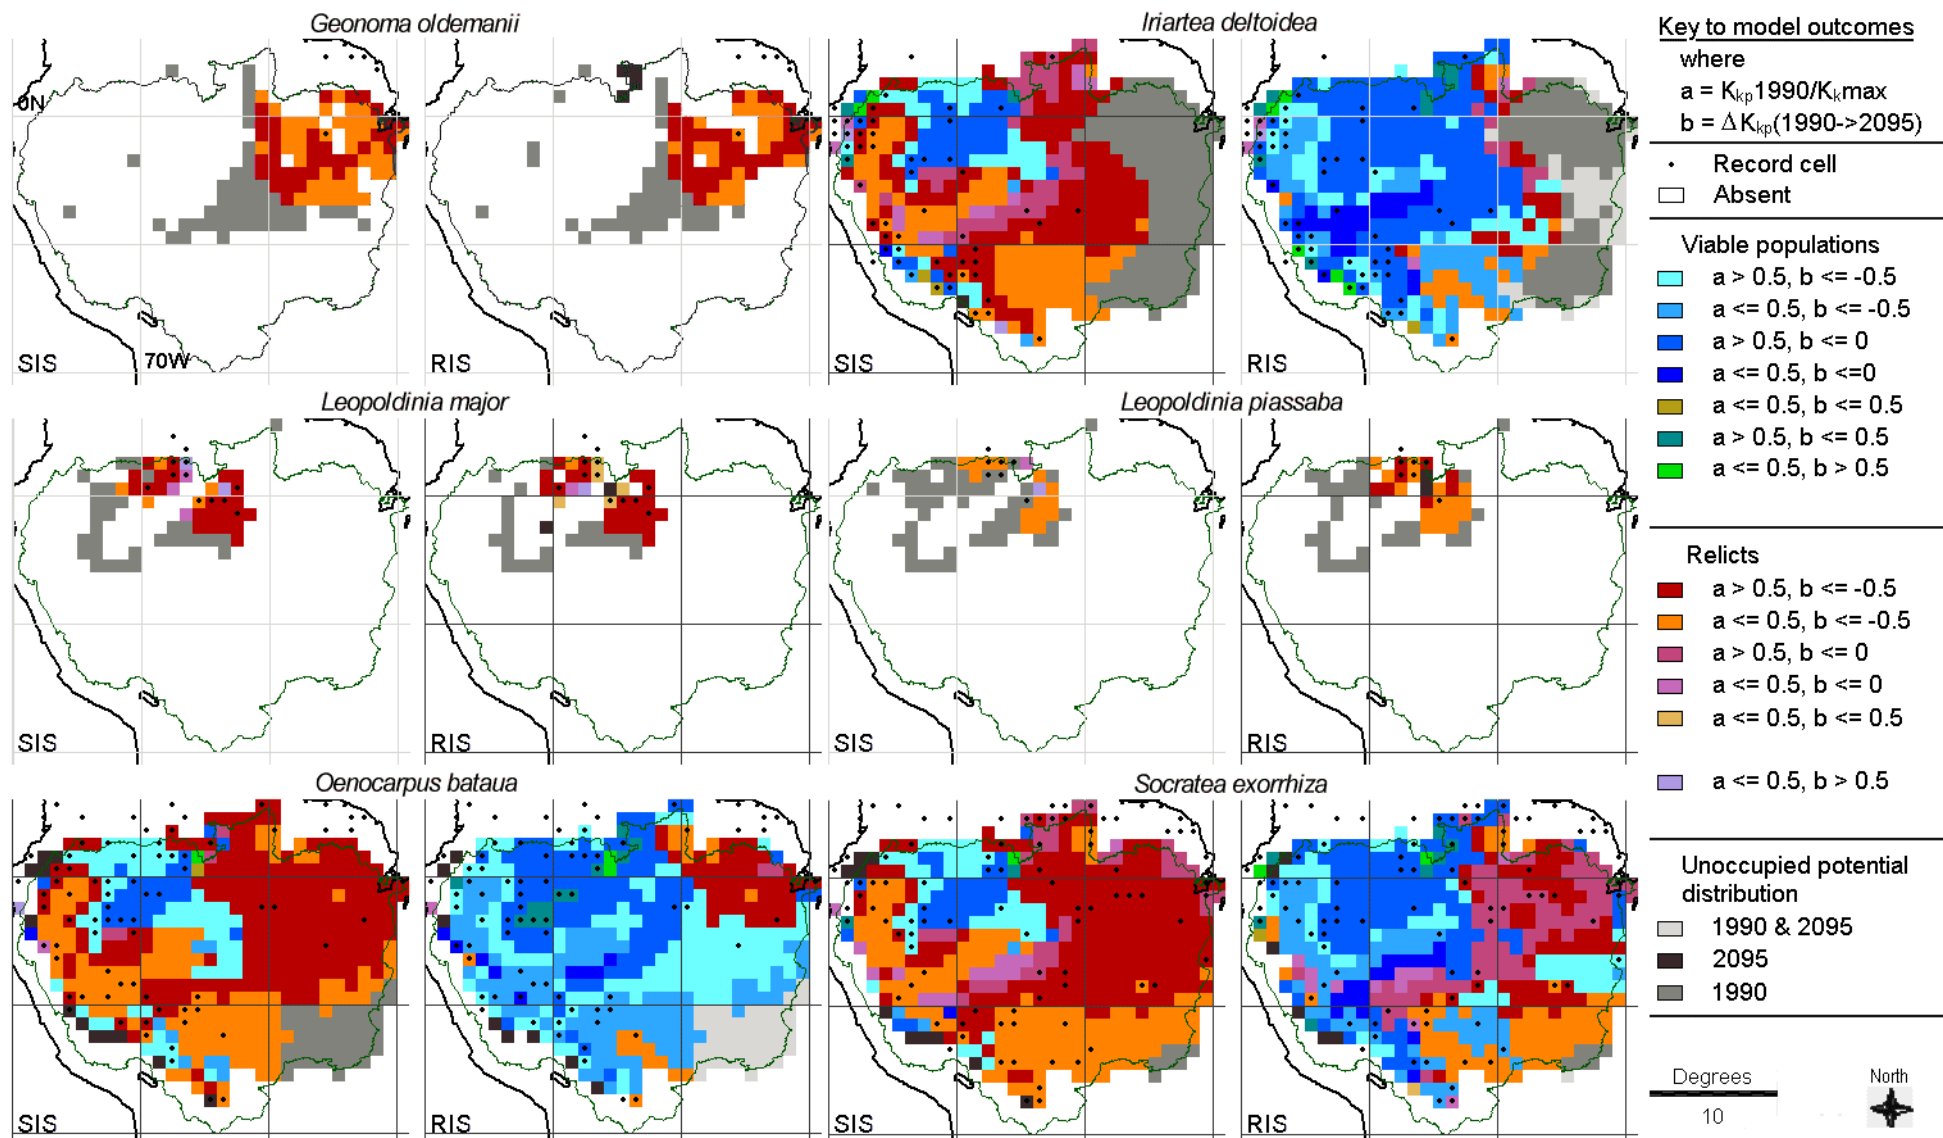 Geonoma oldemanii
Iriartea deltoidea
0N
70W
SIS
RIS
SIS
RIS
Leopoldinia major
Leopoldinia piassaba
SIS
RIS
SIS
RIS
Oenocarpus bataua
Socratea exorrhiza
SIS
RIS
SIS
RIS
Key to model outcomes
where
a = Kkp1990/Kkmax
b = ΔKkp(1990->2095)
Record cell
Absent
Viable populations
a > 0.5, b <= -0.5
a <= 0.5, b <= -0.5
a > 0.5, b <= 0
a <= 0.5, b <=0
a <= 0.5, b <= 0.5
a > 0.5, b <= 0.5
a <= 0.5, b > 0.5
Relicts
a > 0.5, b <= -0.5
a <= 0.5, b <= -0.5
a > 0.5, b <= 0
a <= 0.5, b <= 0
a <= 0.5, b <= 0.5
a <= 0.5, b > 0.5
Unoccupied potential
distribution
1990 & 2095
2095
1990
Degrees
10
North